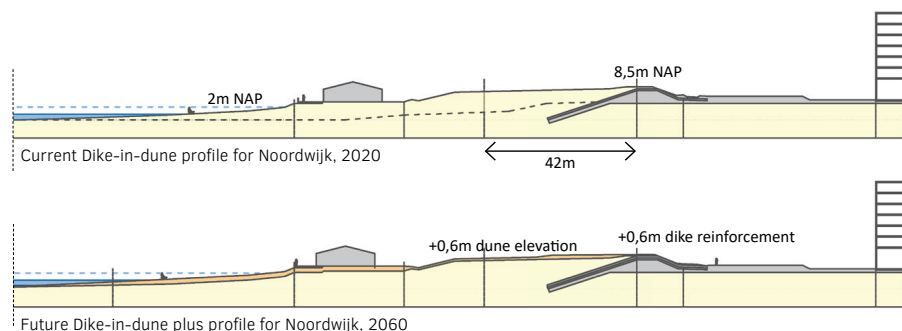 8,5m NAP
2m NAP
Current Dike-in-dune profile for Noordwijk, 2020
42m
+0,6m dune elevation
+0,6m dike reinforcement
Future Dike-in-dune plus profile for Noordwijk, 2060